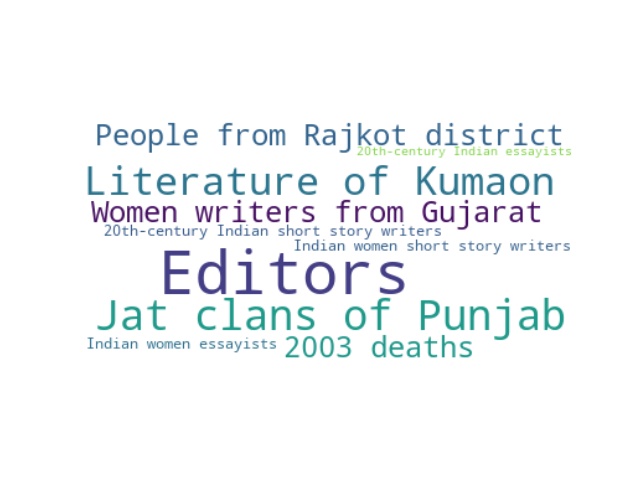 People from Rajkot district
20th-century Indian essayists
Literature of Kumaon
Women writers from Gujarat
20th-century Indian short story writers
Indian women short story writers
Editors
Jat clans of Punjab
Indian women essayists
2003 deaths